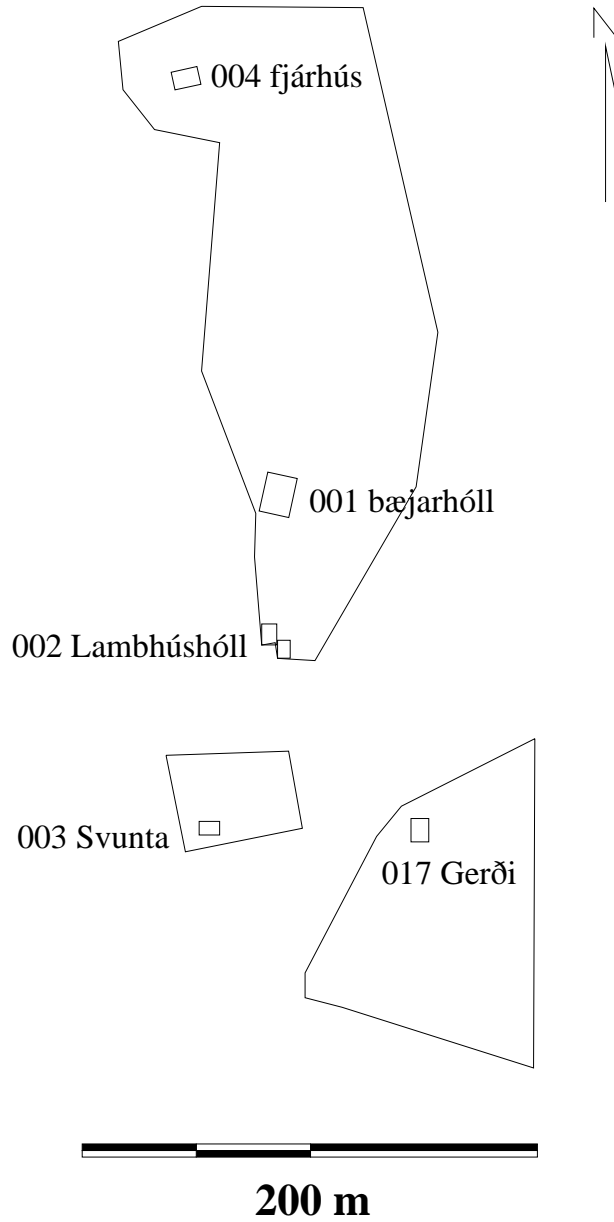 004 fjárhús
001 bæjarhóll
002 Lambhúshóll
003 Svunta
017 Gerði
200 m